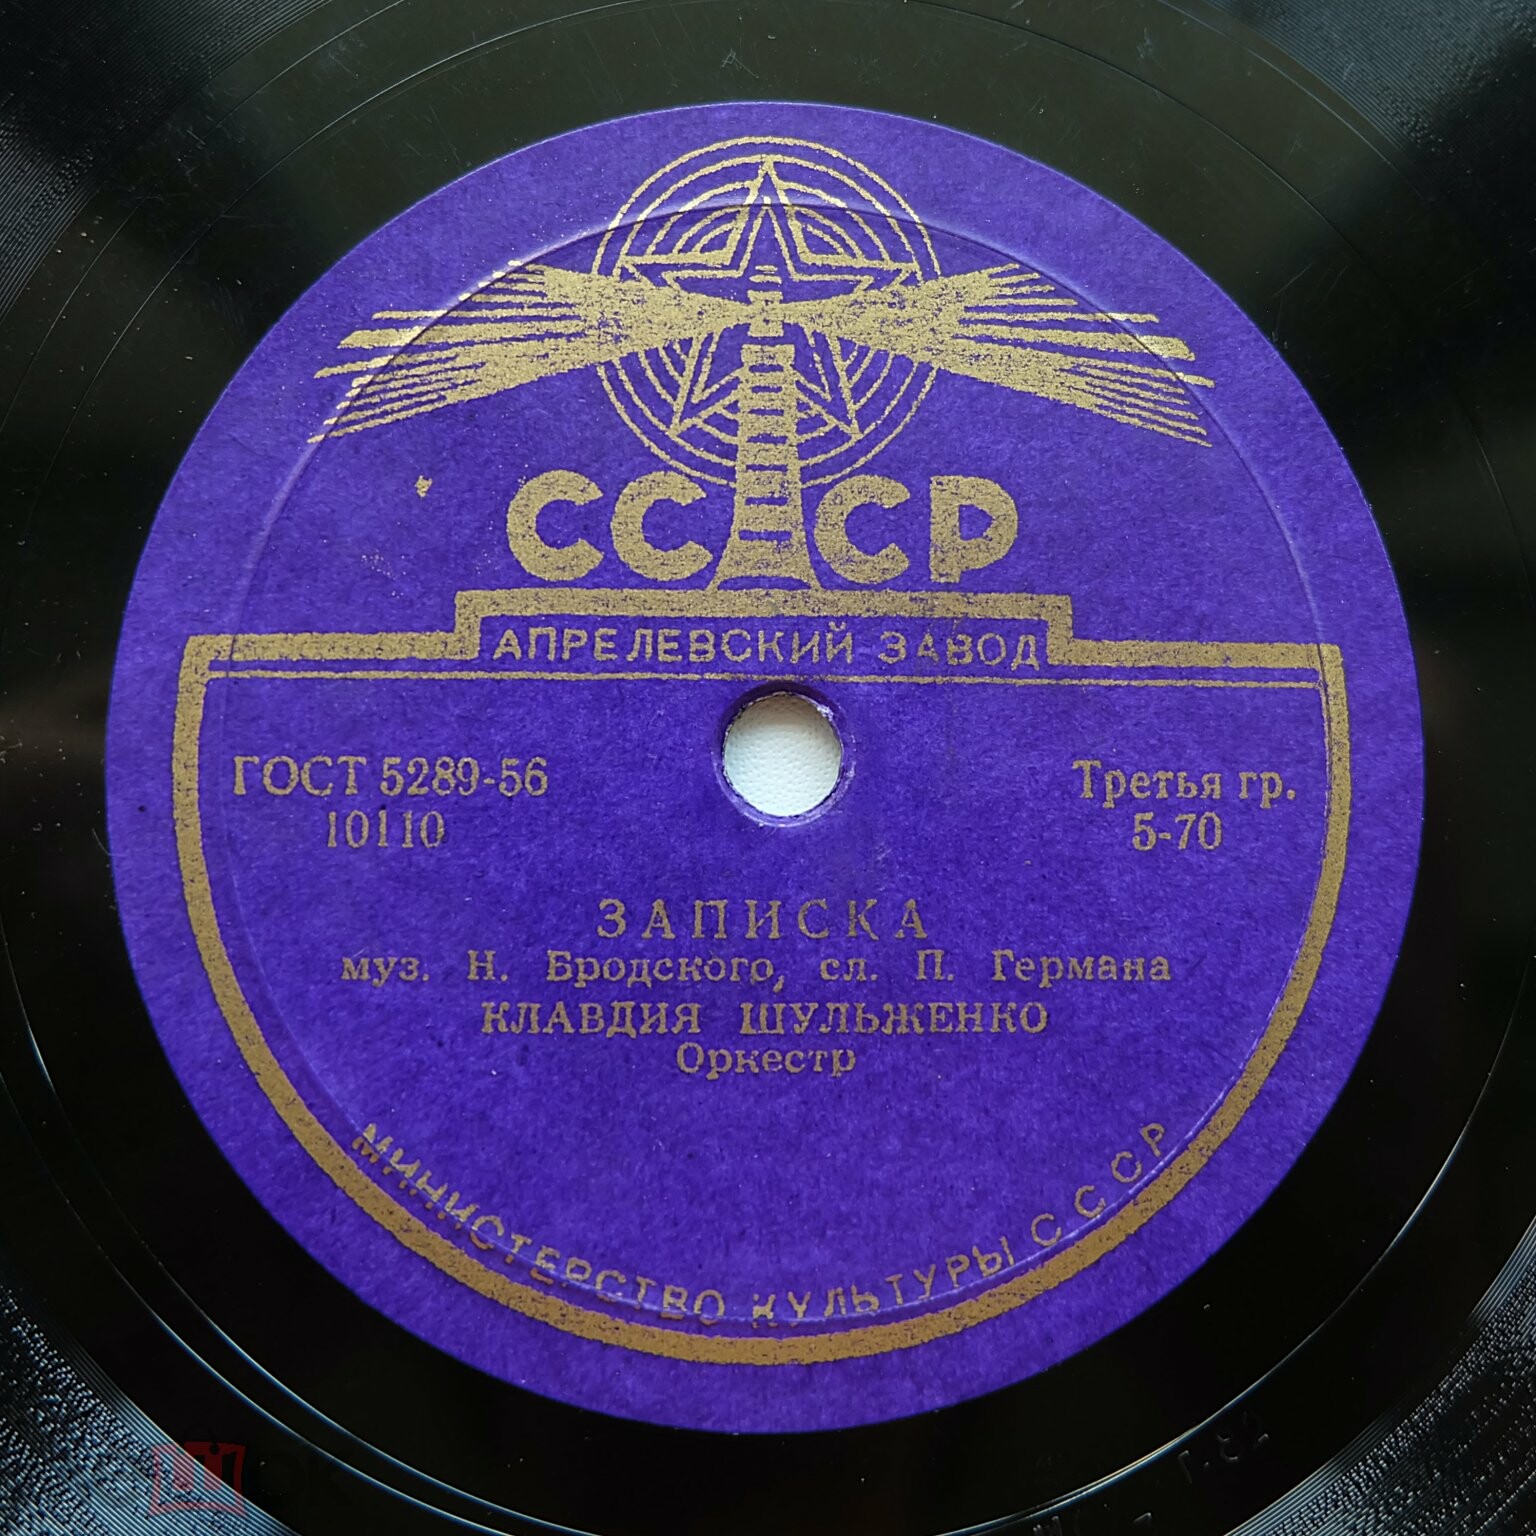 СССР
АПРЕЛЕВСКИЙ ЗАВОД
ГОСТ 5289-56
10110
Третья гр.
5-70
ЗАПИСКА
муз. Н. Бродского, сл. П. Германа
КЛАВДИЯ ШУЛЬЖЕНКО
Оркестр
МИНИСТЕРСТВО КУЛЬТУРЫ СССР